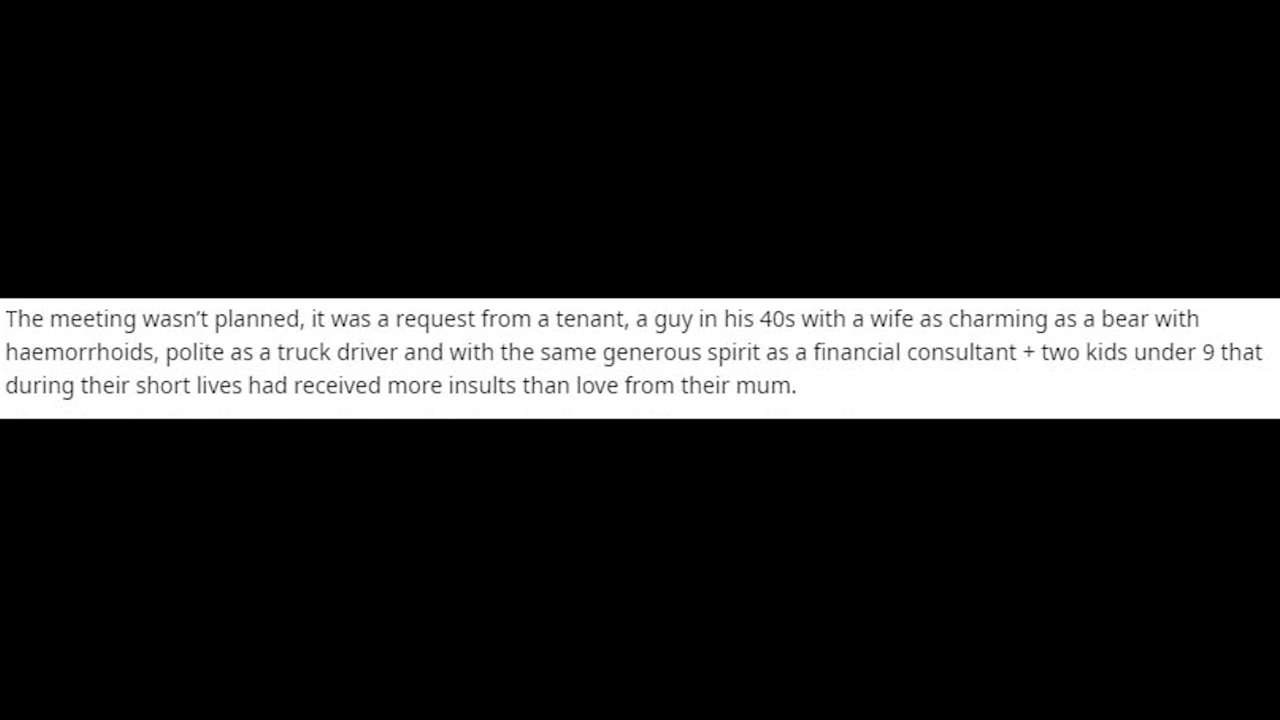 The meeting wasn’t planned, it was a request from a tenant, a guy in his 40s with a wife as charming as a bear with
haemorrhoids, polite as a truck driver and with the same generous spirit as a financial consultant + two kids under 9 that
during their short lives had received more insults than love from their mum.